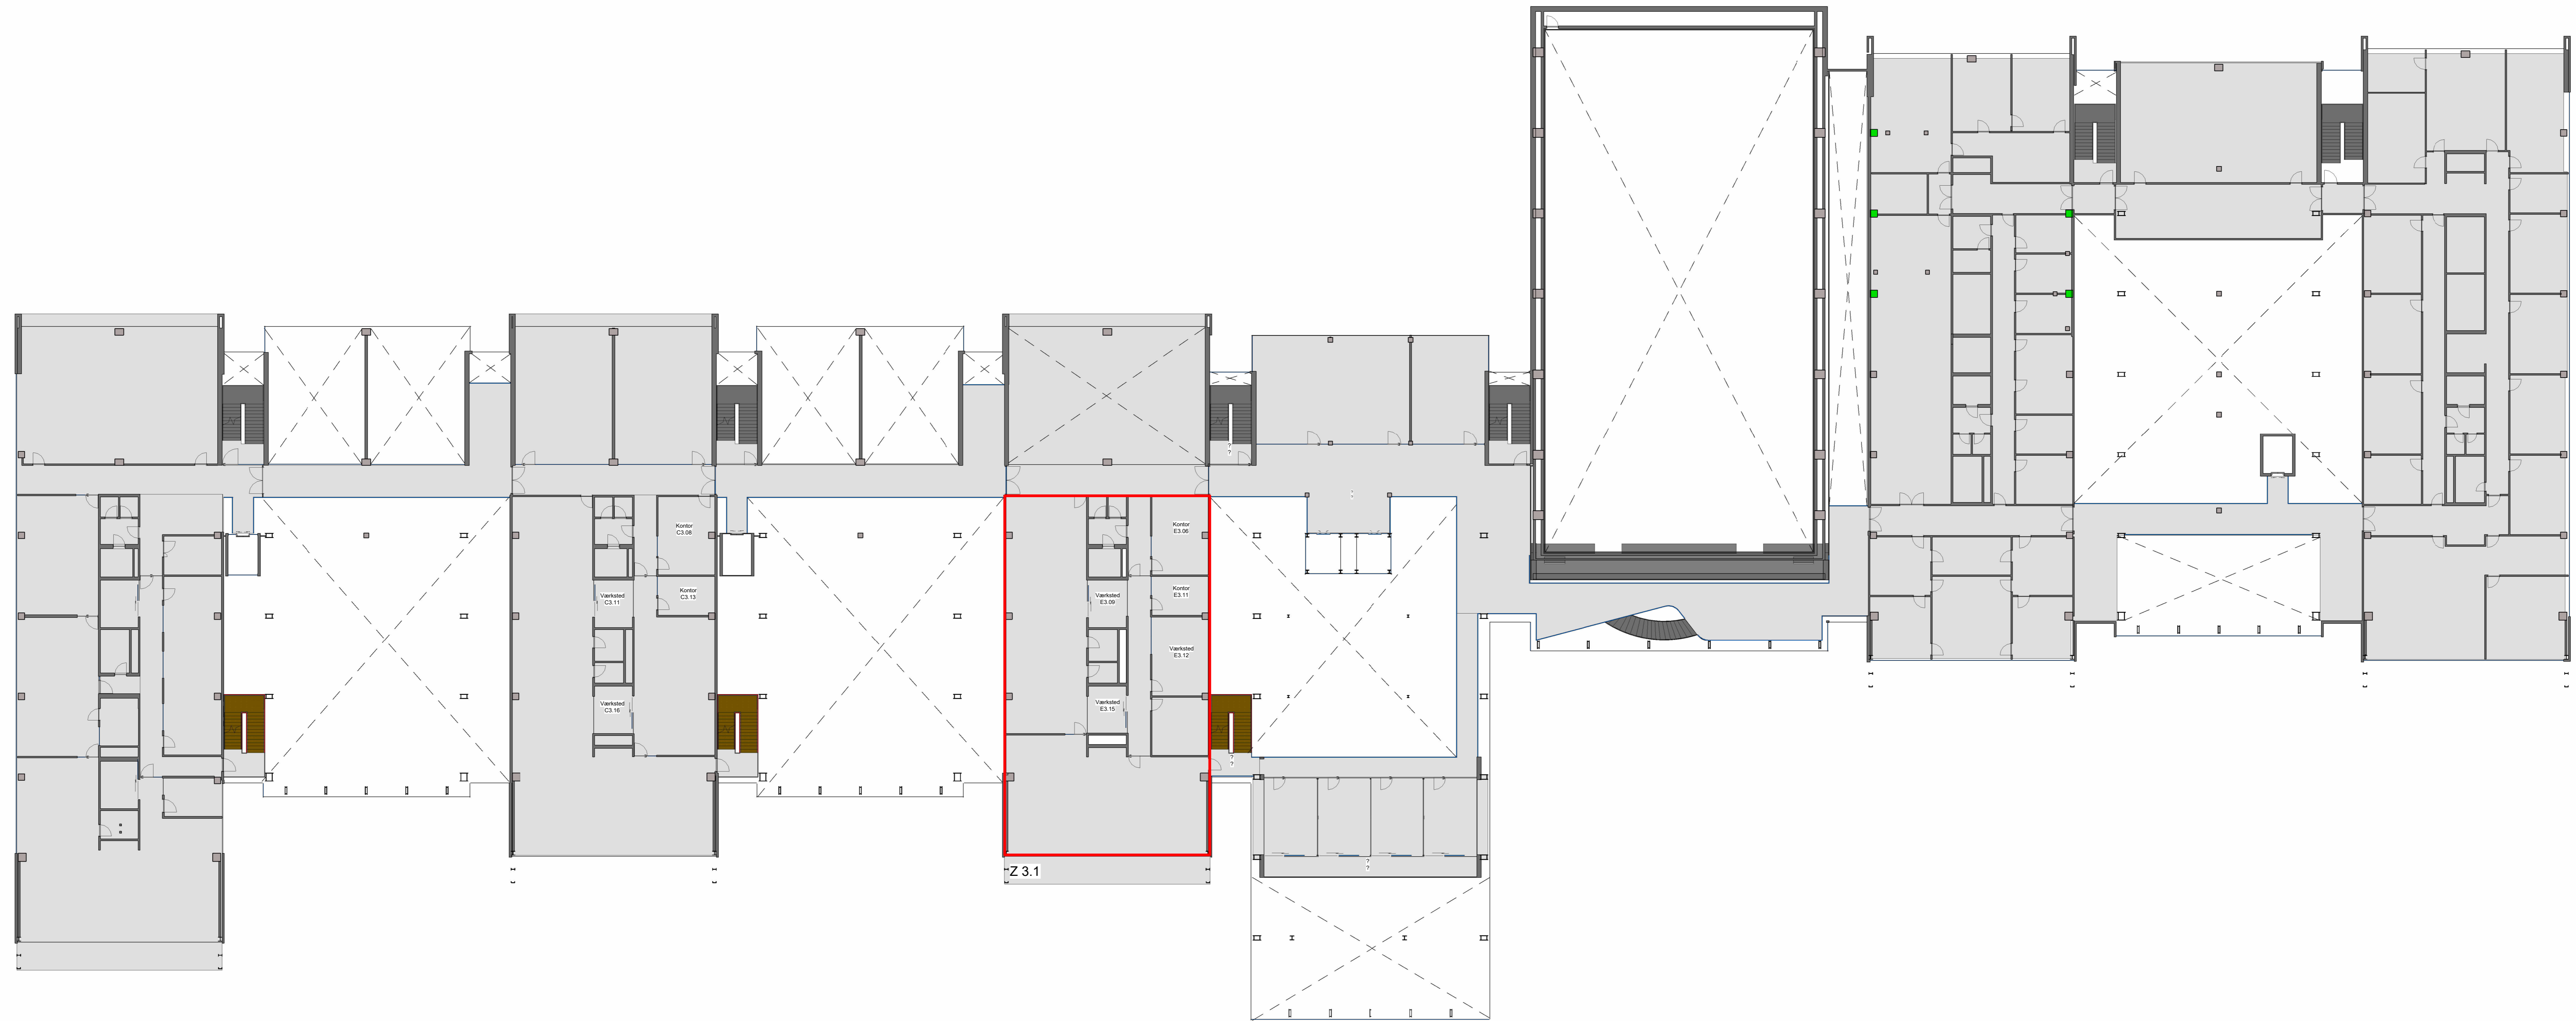 Kontor
C3.08
Kontor
C3.13
Værksted
C3.11
Værksted
C3.16
Kontor
E3.06
Kontor
E3.11
Værksted
E3.09
Værksted
E3.12
Værksted
E3.15
?
?
?
?
?
?
Z 3.1